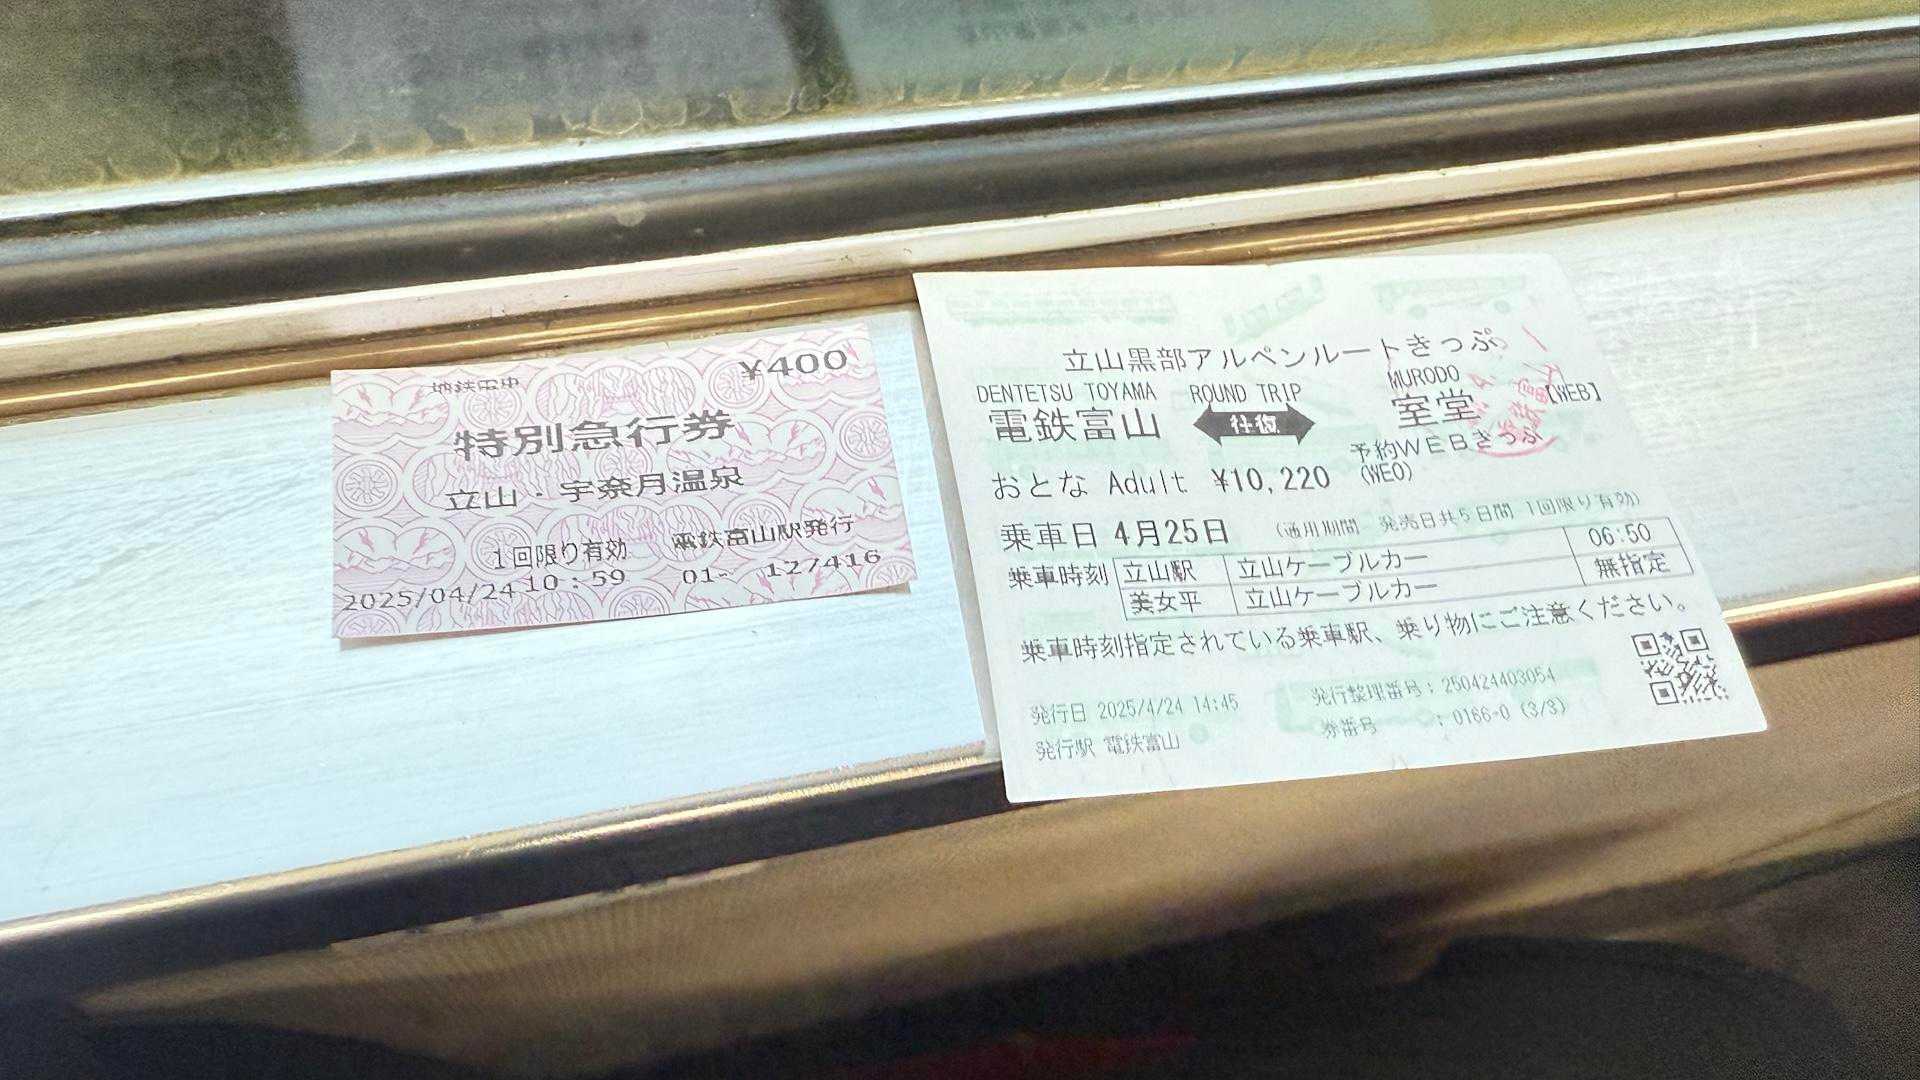 ¥400
特別急行券
立山・宇奈月温泉
1回限り有効 電鉄富山駅発行
2025/04/24 10:59 01- 127416
立山黒部アルペンルートきっぷ
DENTETSU TOYAMA ROUND TRIP MURODO
電鉄富山 往復 室堂 【WEB】
予約WEBきっぷ
おとな Adult ¥10,220 (WEO)
乗車日 4月25日 (通用期間 発売日共5日間 1回限り有効)
乗車時刻 立山駅 立山ケーブルカー 06:50
美女平 立山ケーブルカー 無指定
乗車時刻指定されている乗車駅、乗り物にご注意ください。
発行日 2025/4/24 14:45 発行整理番号:250424403054
発行駅 電鉄富山 券番号 :0166-0 (3/3)